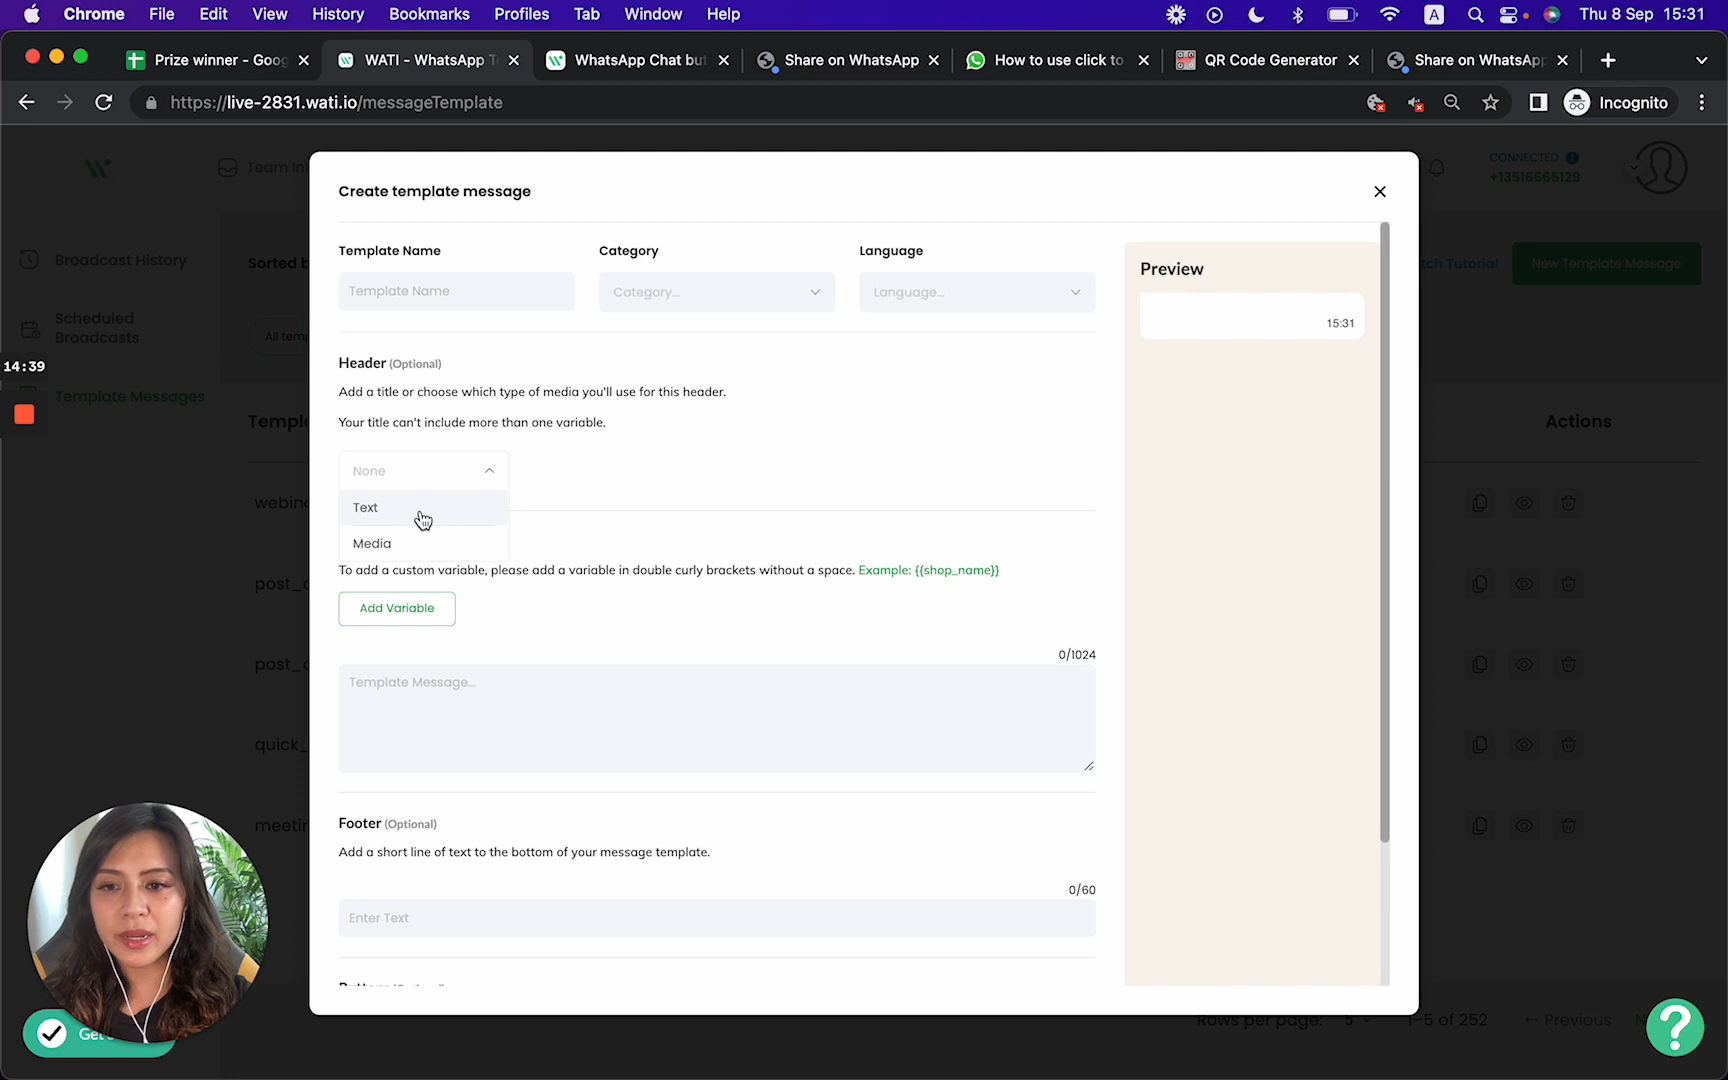 Chrome File Edit View History Bookmarks Profiles Tab Window Help
A
Thu 8 Sep 15:31
Prize winner - Goog
WATI - WhatsApp T
WhatsApp Chat but
Share on WhatsApp
How to use click to
QR Code Generator
Share on WhatsApp
https://live-2831.wati.io/messageTemplate
Incognito
Team In
CONNECTED
+13516665129
Create template message
Broadcast History
Sorted b
Template Name
Category
Language
Template Name
Category...
Language...
Preview
15:31
tch Tutorial
New Template Message
Scheduled
Broadcasts
All temp
14:39
Header (Optional)
Add a title or choose which type of media you'll use for this header.
Template Messages
Your title can't include more than one variable.
Templ
Actions
None
Text
Media
webin
post_
To add a custom variable, please add a variable in double curly brackets without a space. Example: {{shop_name}}
Add Variable
0/1024
post_
Template Message...
quick_
Footer (Optional)
meetin
Add a short line of text to the bottom of your message template.
0/60
Enter Text
Get
Rows per page: 5
1-5 of 252
← Previous
N
?